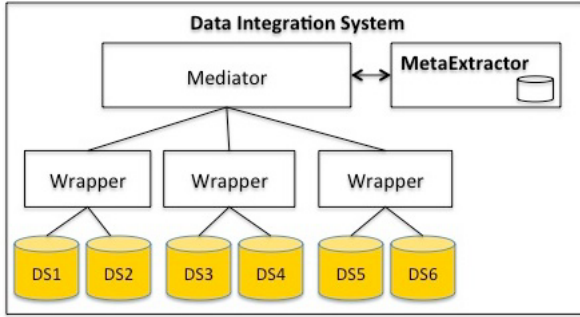 Data Integration System
Mediator
MetaExtractor
Wrapper
Wrapper
Wrapper
DS1
DS2
DS3
DS4
DS5
DS6